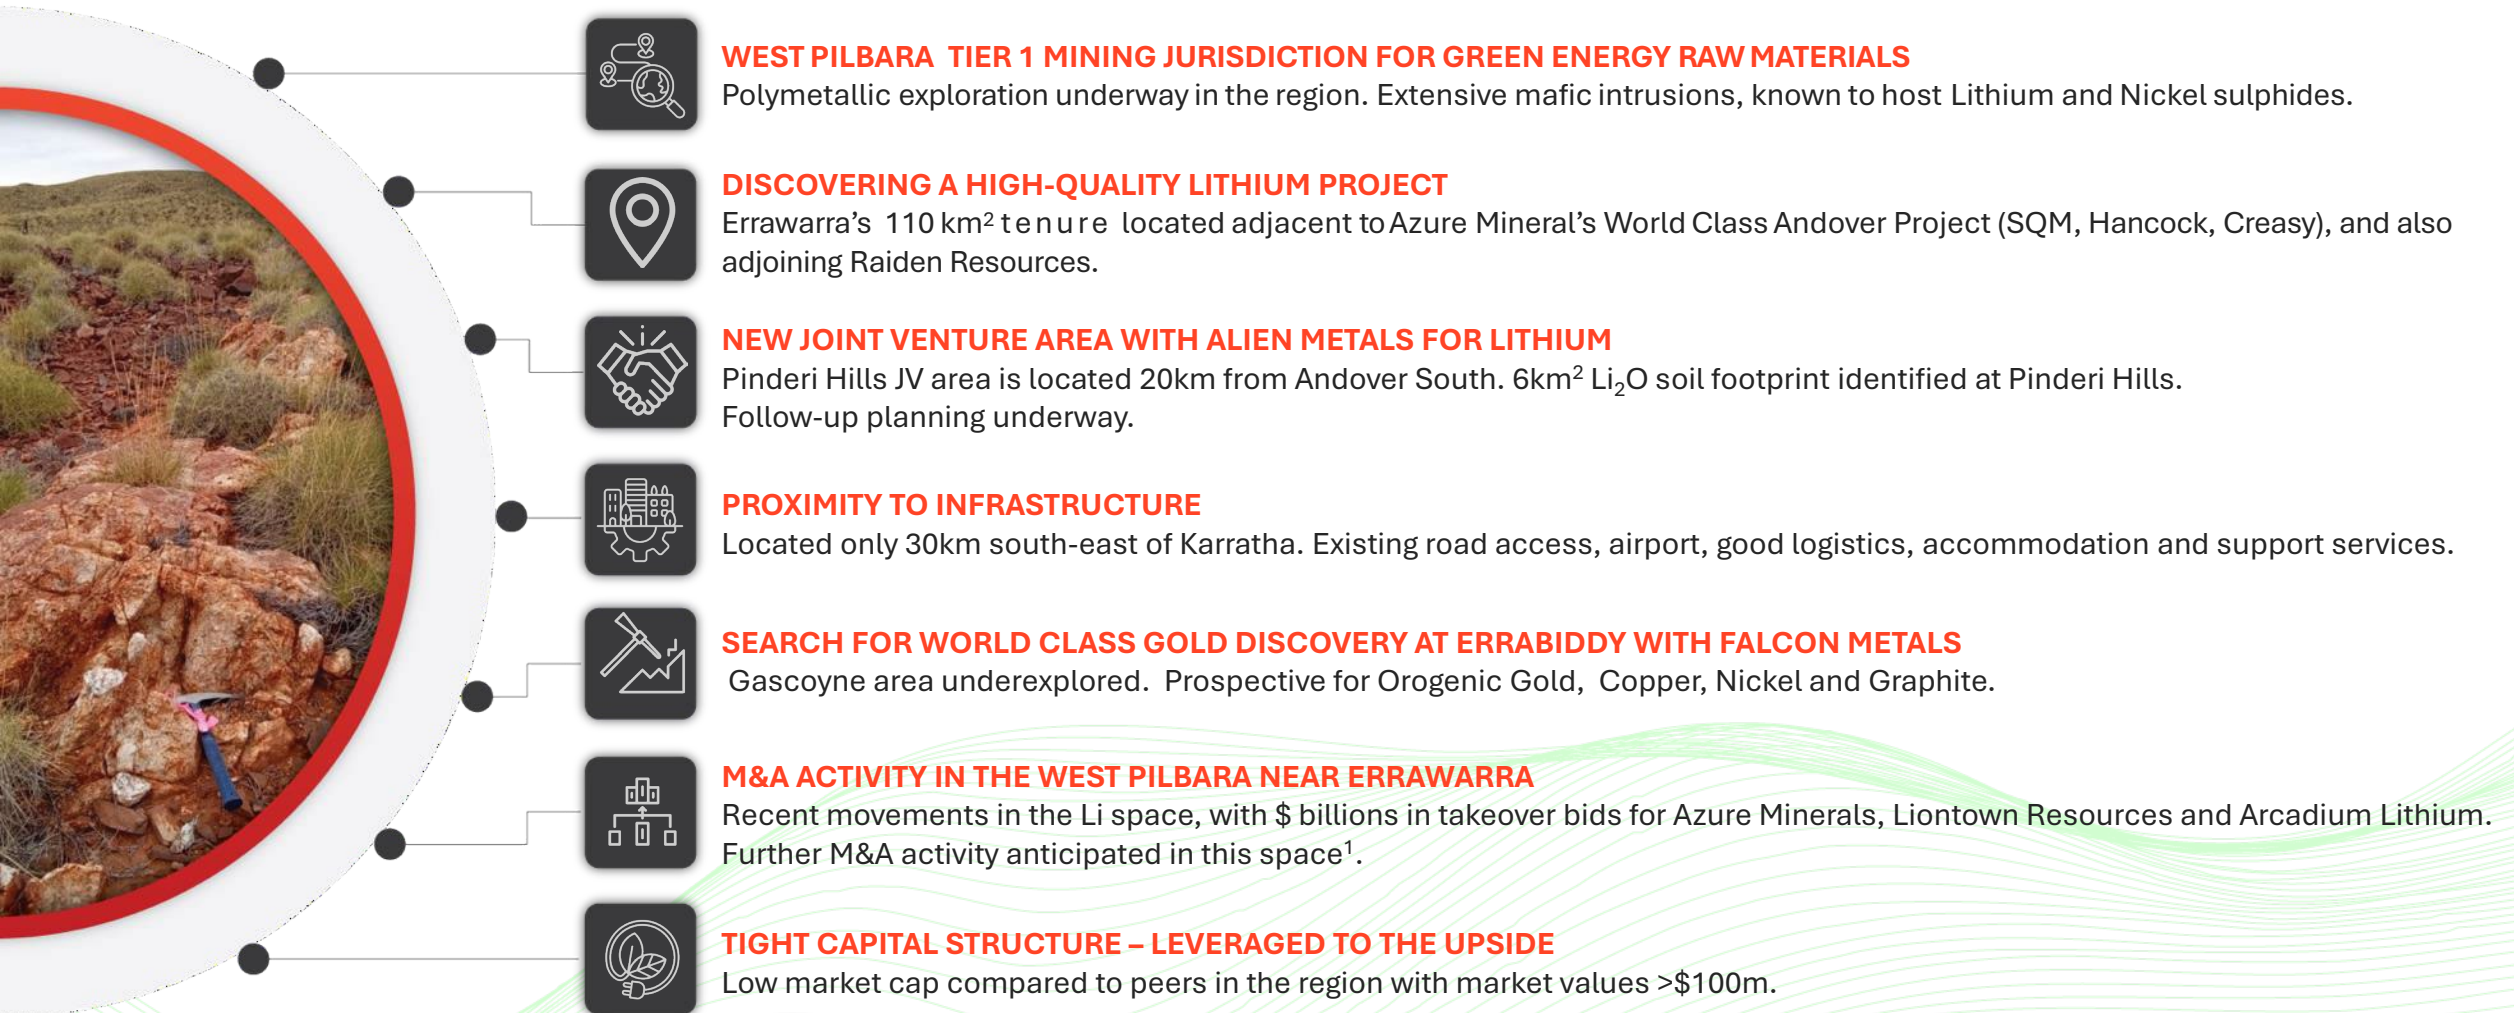 WEST PILBARA TIER 1 MINING JURISDICTION FOR GREEN ENERGY RAW MATERIALS
Polymetallic exploration underway in the region. Extensive mafic intrusions, known to host Lithium and Nickel sulphides.
DISCOVERING A HIGH-QUALITY LITHIUM PROJECT
Errawarra’s 110 km² tenure located adjacent to Azure Mineral’s World Class Andover Project (SQM, Hancock, Creasy), and also
adjoining Raiden Resources.
NEW JOINT VENTURE AREA WITH ALIEN METALS FOR LITHIUM
Pinderi Hills JV area is located 20km from Andover South. 6km² Li₂O soil footprint identified at Pinderi Hills.
Follow-up planning underway.
PROXIMITY TO INFRASTRUCTURE
Located only 30km south-east of Karratha. Existing road access, airport, good logistics, accommodation and support services.
SEARCH FOR WORLD CLASS GOLD DISCOVERY AT ERRABIDDY WITH FALCON METALS
Gascoyne area underexplored. Prospective for Orogenic Gold, Copper, Nickel and Graphite.
M&A ACTIVITY IN THE WEST PILBARA NEAR ERRAWARRA
Recent movements in the Li space, with $ billions in takeover bids for Azure Minerals, Liontown Resources and Arcadium Lithium.
Further M&A activity anticipated in this space¹.
TIGHT CAPITAL STRUCTURE – LEVERAGED TO THE UPSIDE
Low market cap compared to peers in the region with market values >$100m.